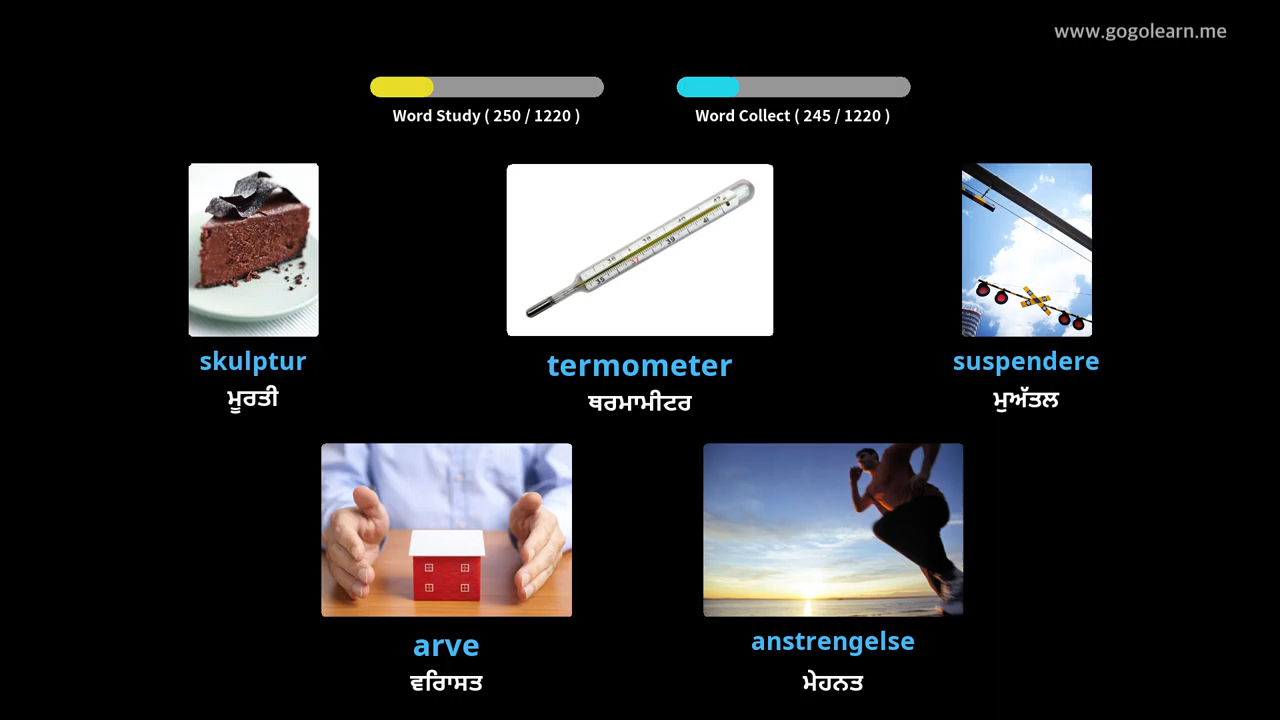 www.gogolearn.me
Word Study ( 250 / 1220 )
Word Collect ( 245 / 1220 )
skulptur
ਮੂਰਤੀ
termometer
ਥਰਮਾਮੀਟਰ
suspendere
ਮੁਅੱਤਲ
arve
ਵਰਿਾਸਤ
anstrengelse
ਮੇਹਨਤ